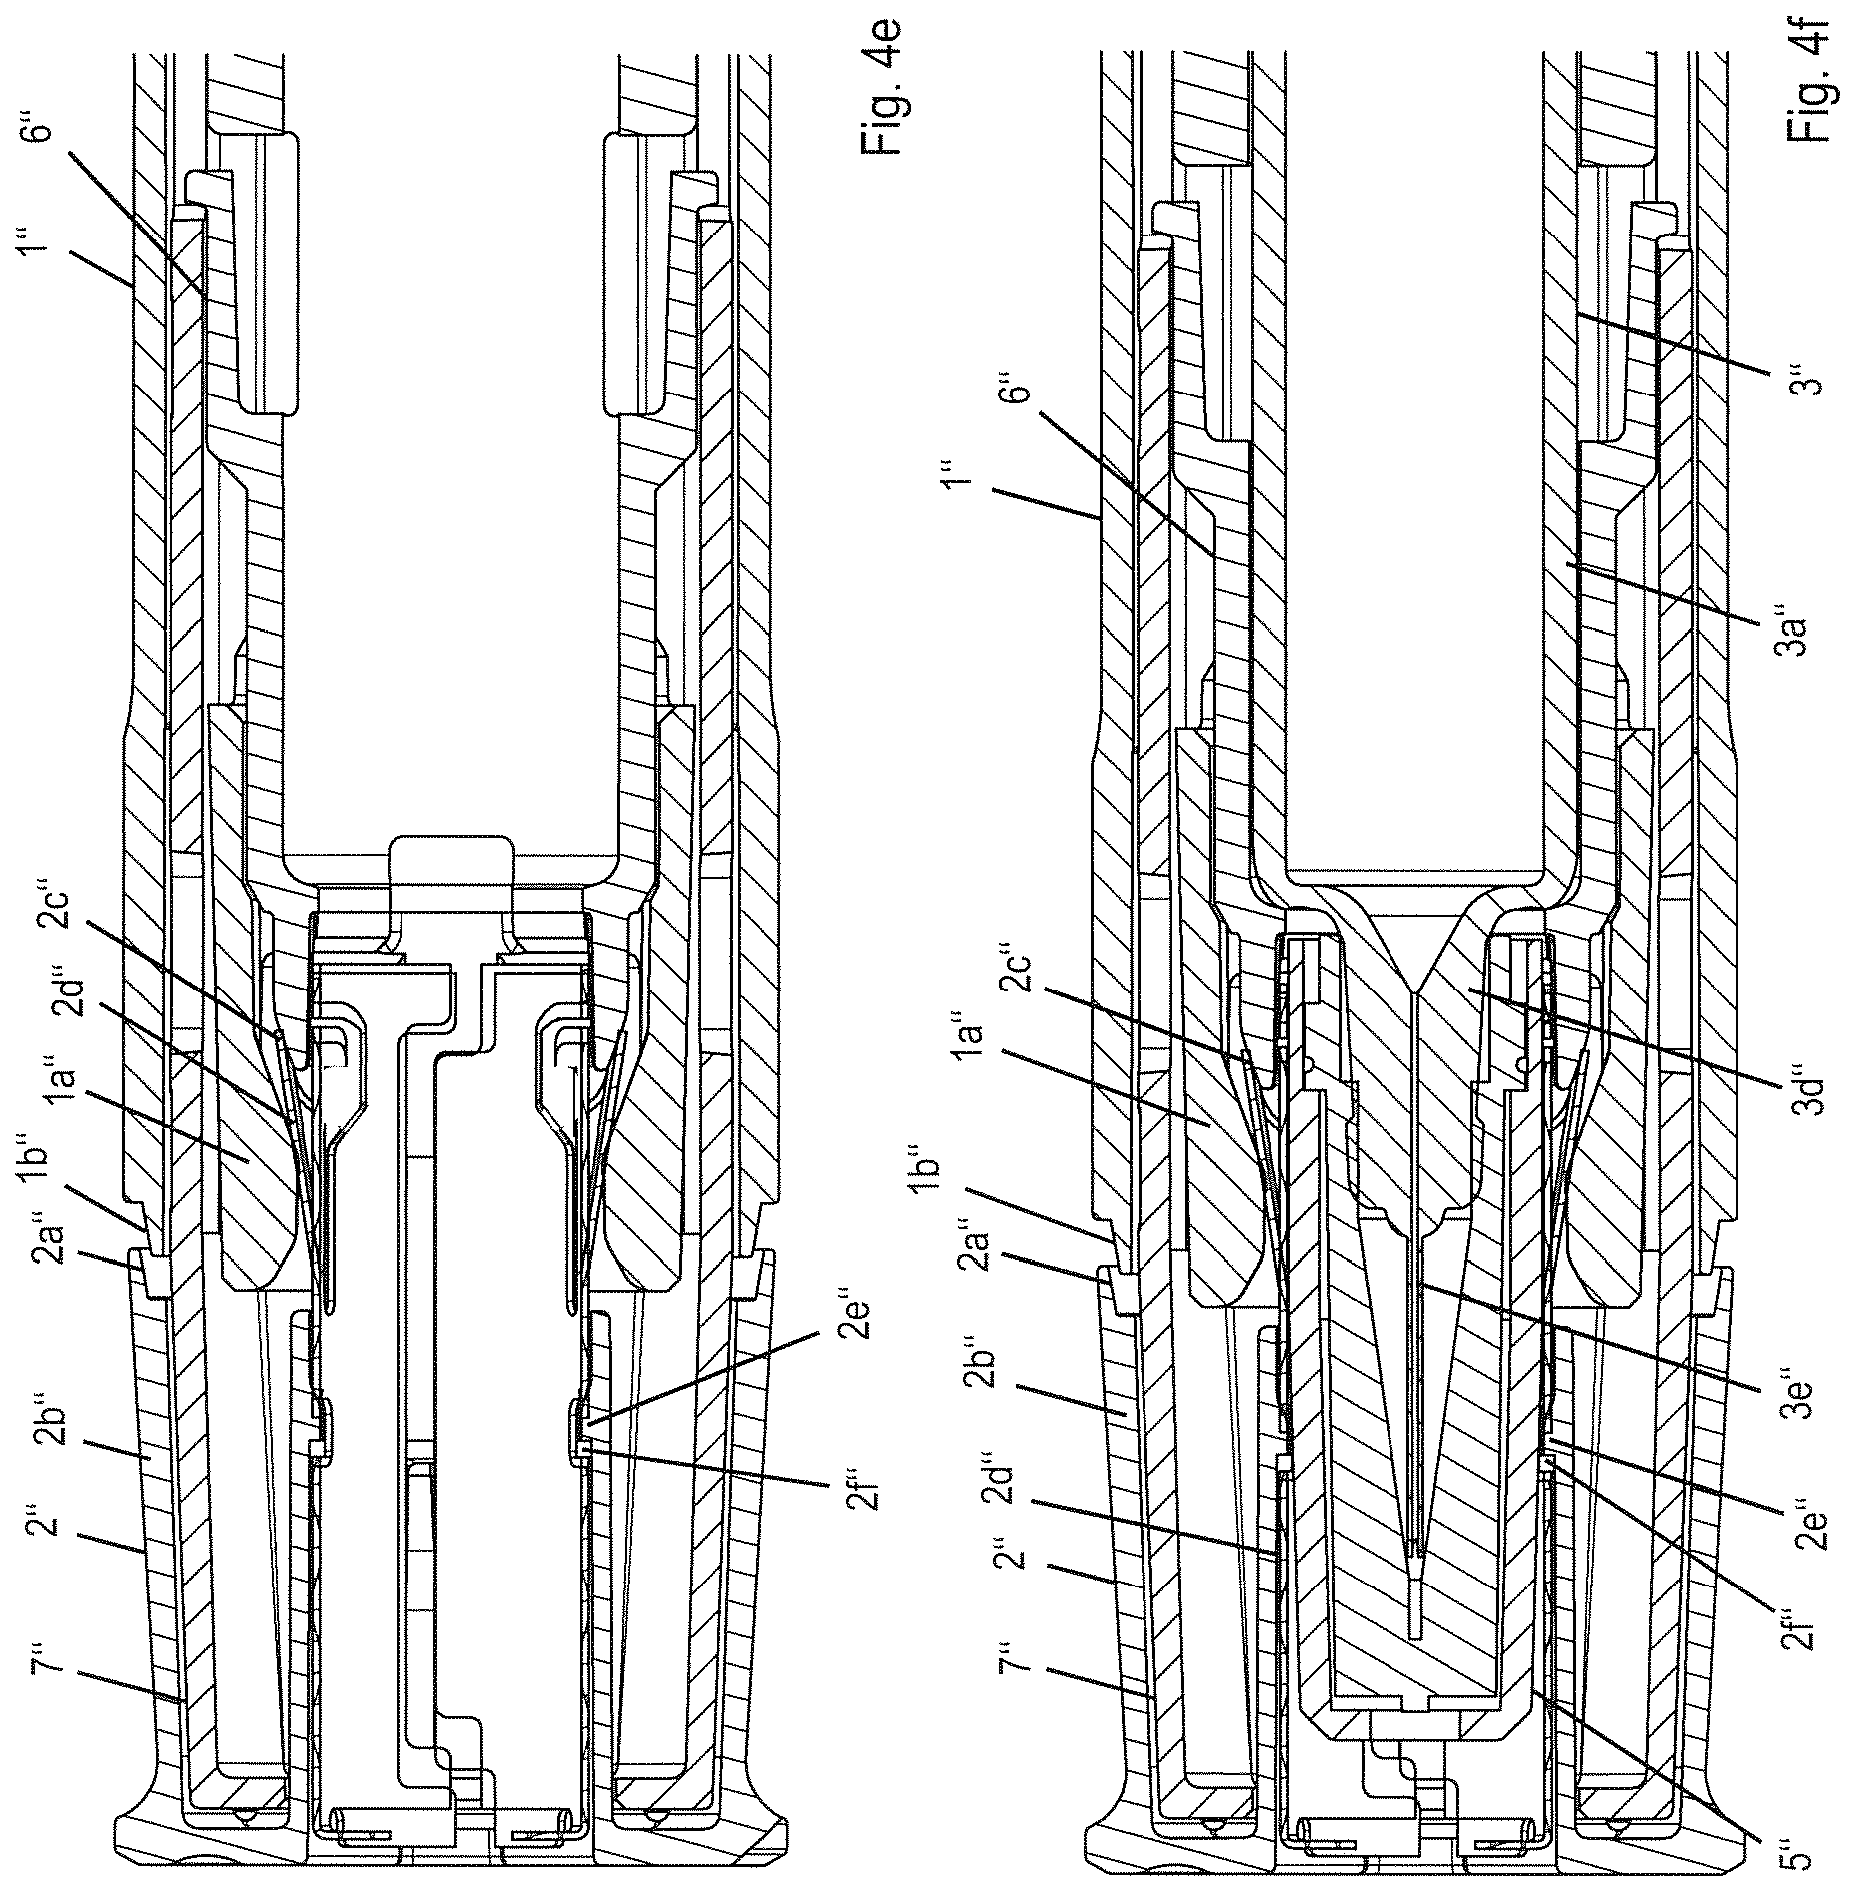 Fig. 4e
6“
1“
2c“
2d“
1a“
1b“
2a“
2b“
2“
7“
2e“
2f“
Fig. 4f
3“
6“
1“
3a“
2c“
1a“
3d“
1b“
2a“
2b“
3e“
2d“
2“
2e“
2f“
7“
5“